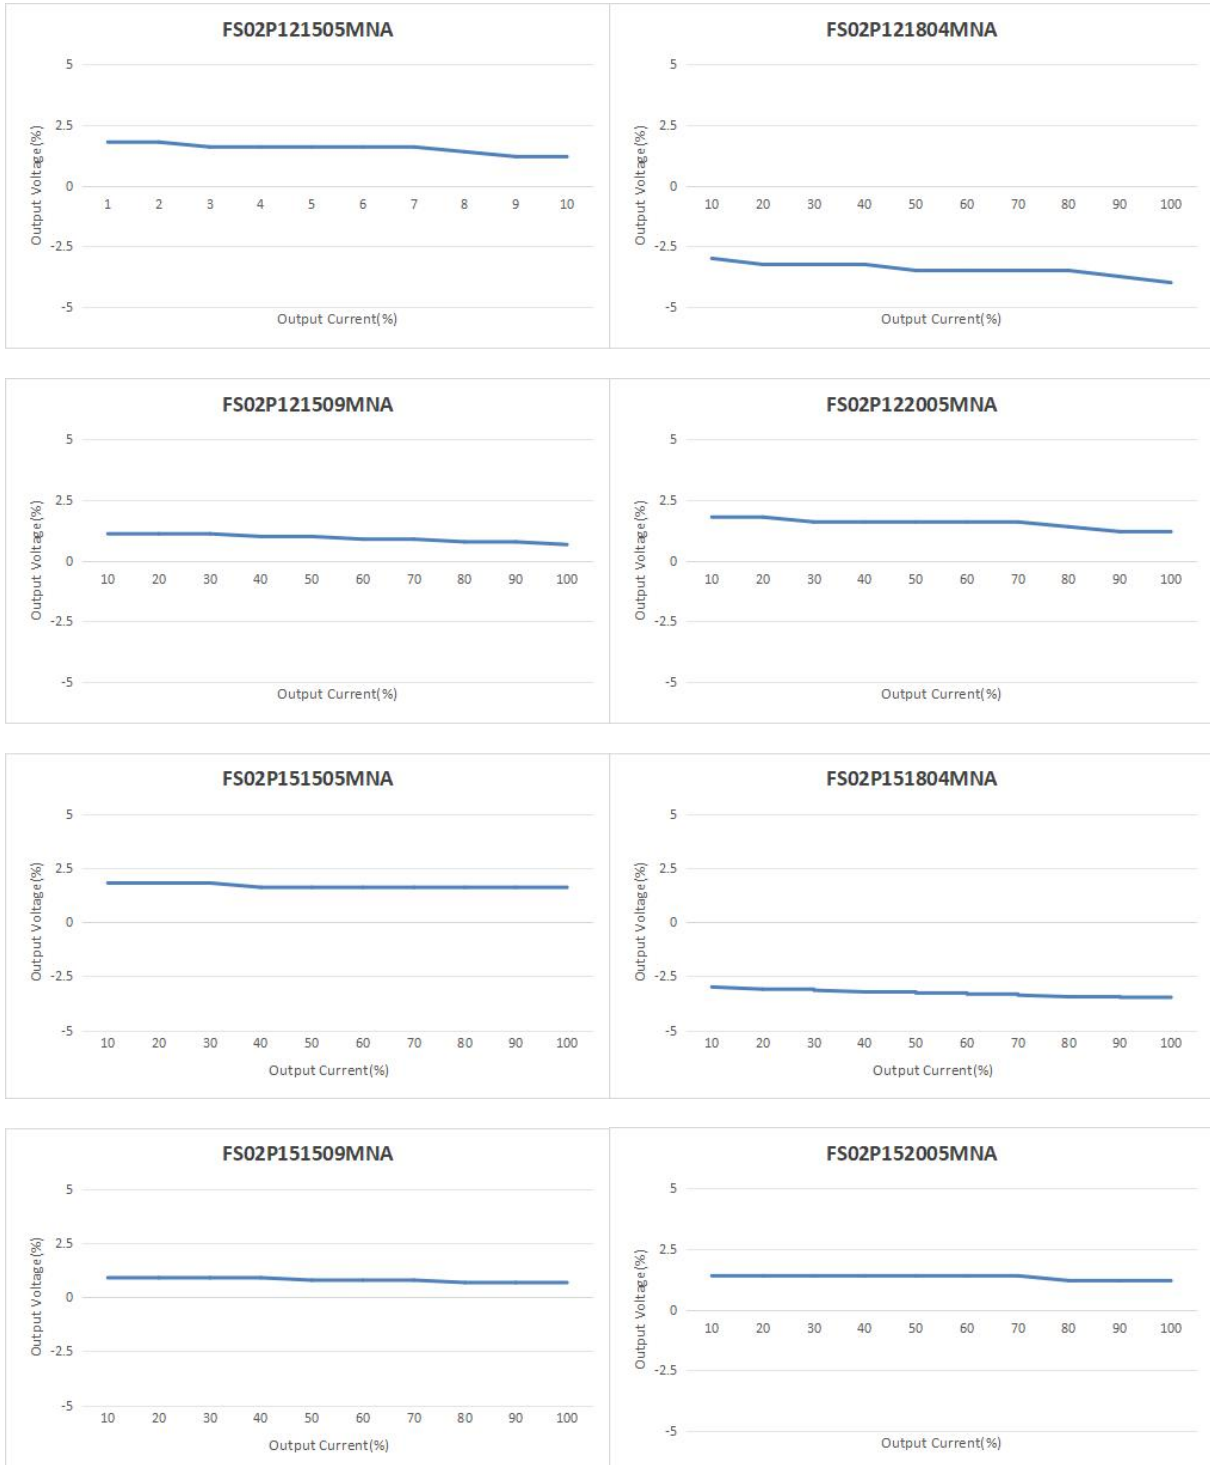 FS02P121505MNA
5
2.5
0
-2.5
-5
1 2 3 4 5 6 7 8 9 10
Output Voltage(%)
Output Current(%)
FS02P121804MNA
5
2.5
0
-2.5
-5
10 20 30 40 50 60 70 80 90 100
Output Voltage(%)
Output Current(%)
FS02P121509MNA
5
2.5
0
-2.5
-5
10 20 30 40 50 60 70 80 90 100
Output Voltage(%)
Output Current(%)
FS02P122005MNA
5
2.5
0
-2.5
-5
10 20 30 40 50 60 70 80 90 100
Output Voltage(%)
Output Current(%)
FS02P151505MNA
5
2.5
0
-2.5
-5
10 20 30 40 50 60 70 80 90 100
Output Voltage(%)
Output Current(%)
FS02P151804MNA
5
2.5
0
-2.5
-5
10 20 30 40 50 60 70 80 90 100
Output Voltage(%)
Output Current(%)
FS02P151509MNA
5
2.5
0
-2.5
-5
10 20 30 40 50 60 70 80 90 100
Output Voltage(%)
Output Current(%)
FS02P152005MNA
5
2.5
0
-2.5
-5
10 20 30 40 50 60 70 80 90 100
Output Voltage(%)
Output Current(%)